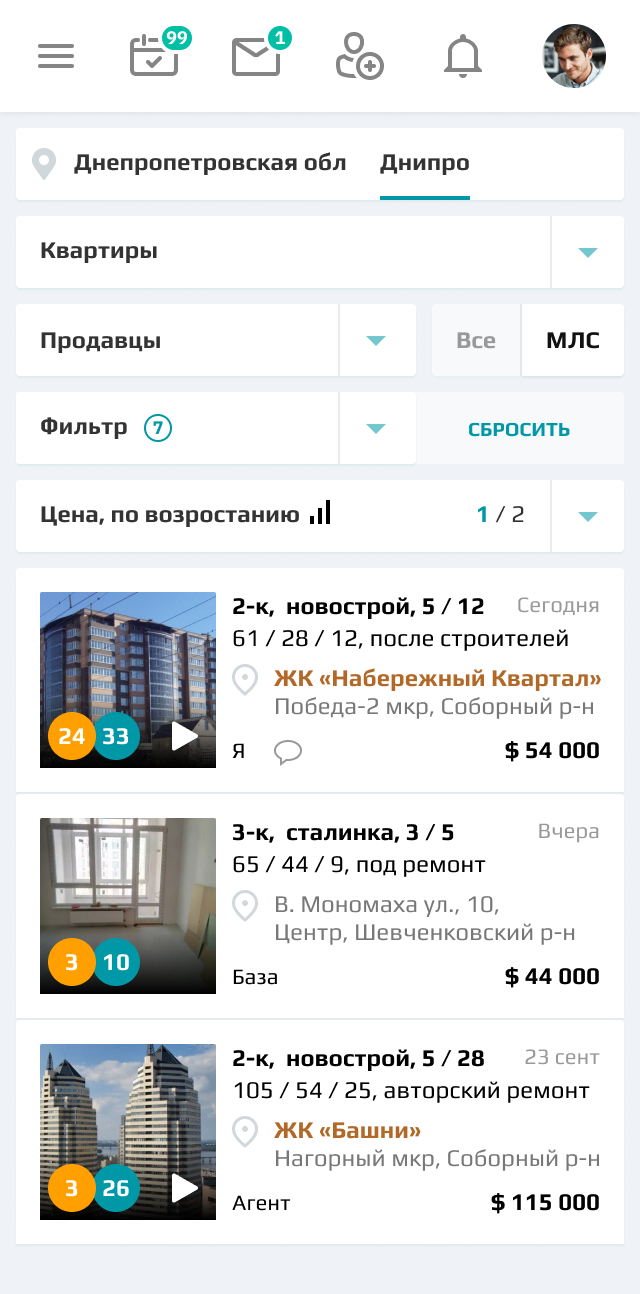 99
1
Днепропетровская обл Днипро
Квартиры
Продавцы
Все МЛС
Фильтр 7
СБРОСИТЬ
Цена, по возростанию 1 / 2
2-к, новострой, 5 / 12 Сегодня
61 / 28 / 12, после строителей
ЖК «Набережный Квартал»
Победа-2 мкр, Соборный р-н
24 33
Я $ 54 000
3-к, сталинка, 3 / 5 Вчера
65 / 44 / 9, под ремонт
В. Мономаха ул., 10,
Центр, Шевченковский р-н
3 10
База $ 44 000
2-к, новострой, 5 / 28 23 сент
105 / 54 / 25, авторский ремонт
ЖК «Башни»
Нагорный мкр, Соборный р-н
3 26
Агент $ 115 000